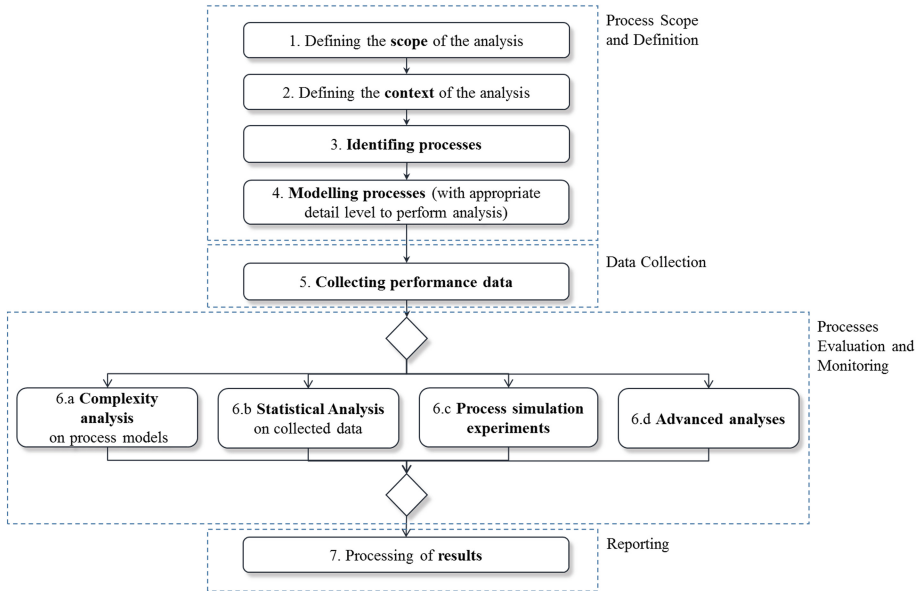 Process Scope
and Definition
1. Defining the scope of the analysis
2. Defining the context of the analysis
3. Identifing processes
4. Modelling processes (with appropriate
detail level to perform analysis)
Data Collection
5. Collecting performance data
Processes
Evaluation and
Monitoring
6.a Complexity
analysis
on process models
6.b Statistical Analysis
on collected data
6.c Process simulation
experiments
6.d Advanced analyses
Reporting
7. Processing of results